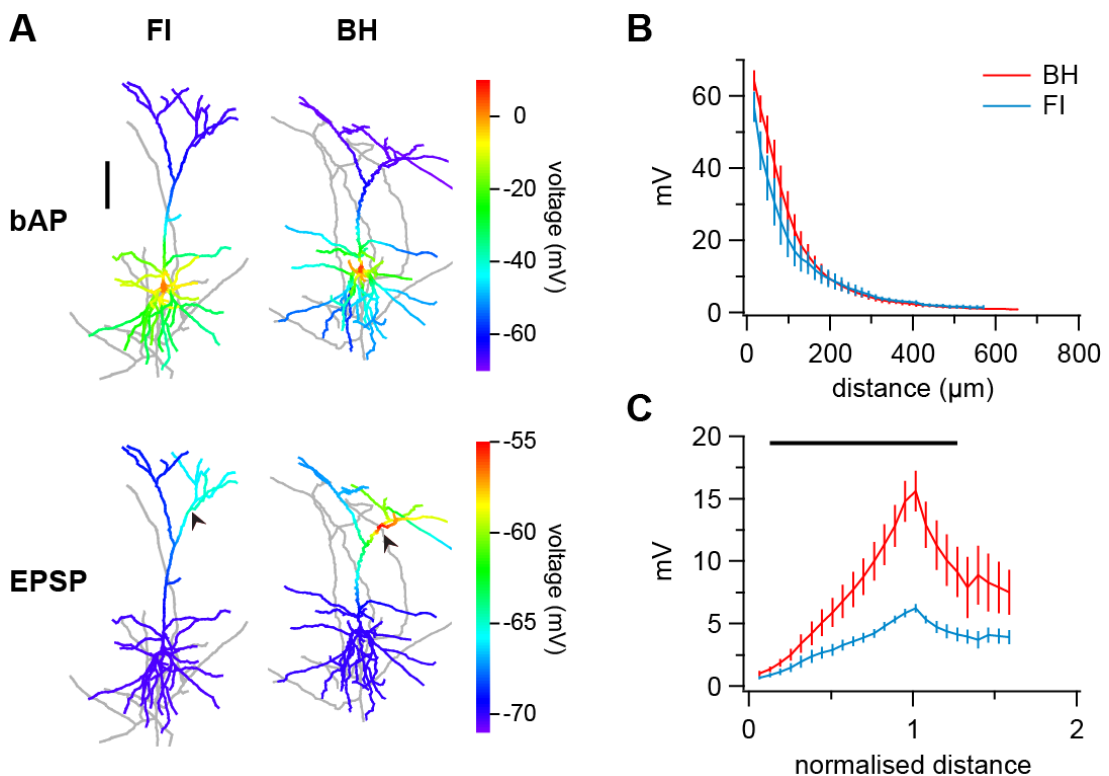 A
FI
BH
bAP
0
-20
-40
-60
voltage (mV)
EPSP
-55
-60
-65
-70
voltage (mV)
B
BH
FI
60
40
20
0
mV
0 200 400 600 800
distance (µm)
C
20
15
10
5
0
mV
0 1 2
normalised distance